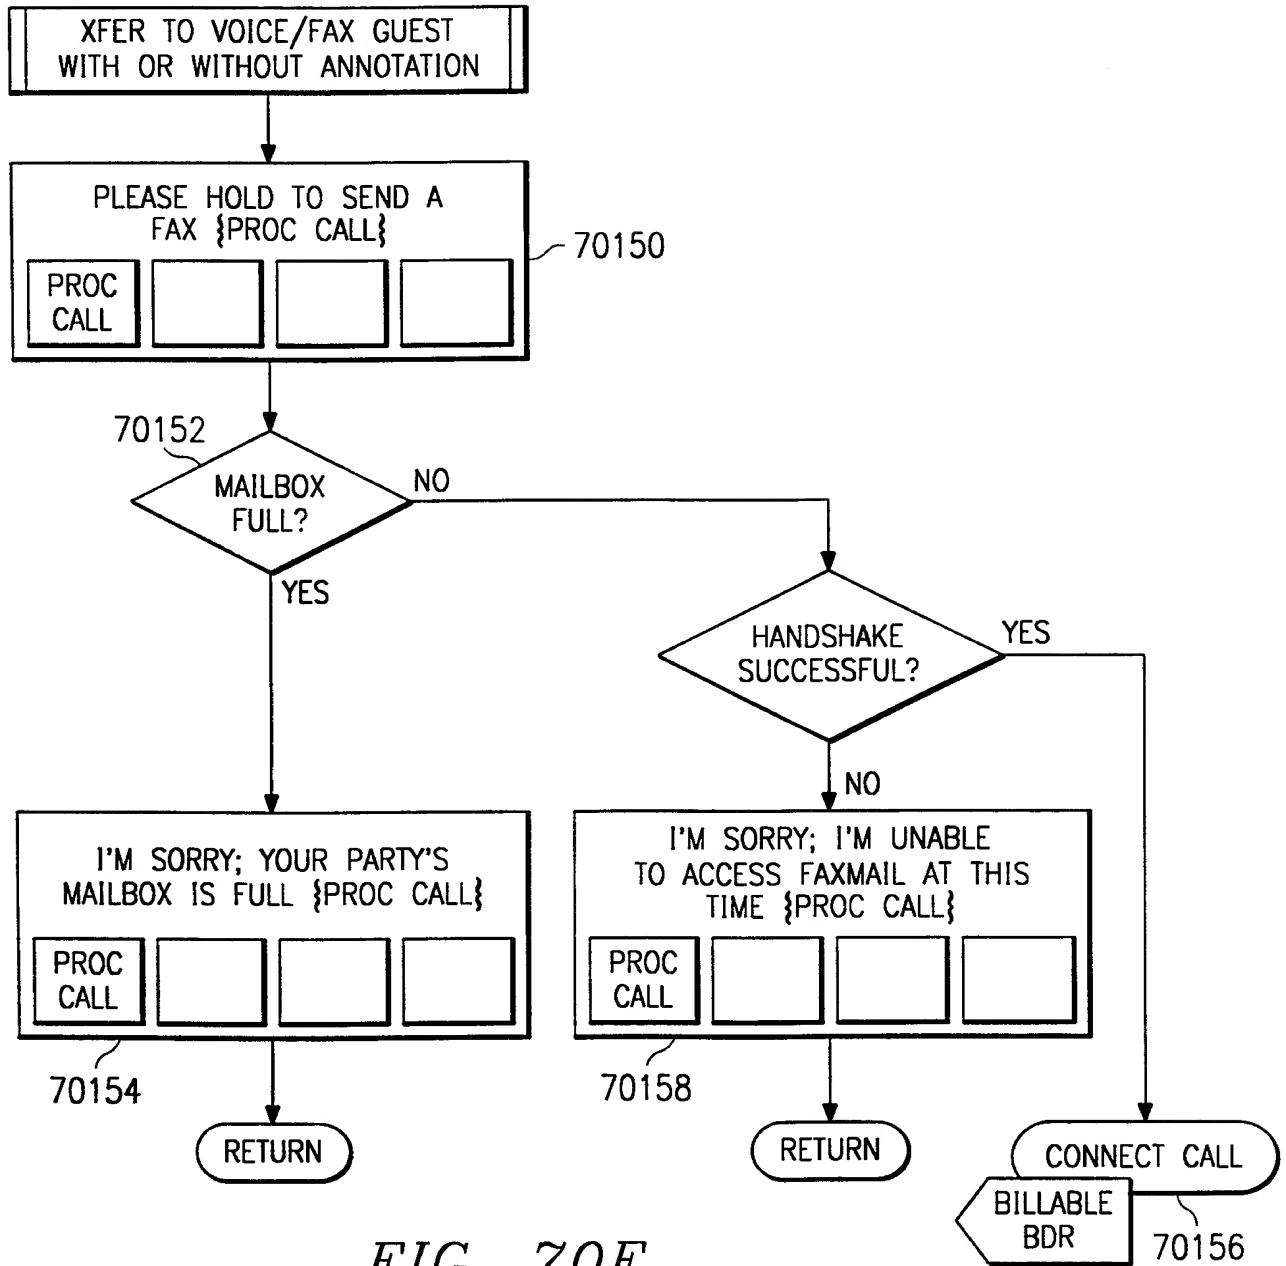 XFER TO VOICE/FAX GUEST
WITH OR WITHOUT ANNOTATION
PLEASE HOLD TO SEND A
FAX {PROC CALL}
70150
PROC
CALL
70152
MAILBOX
FULL?
NO
YES
HANDSHAKE
SUCCESSFUL?
YES
NO
I'M SORRY; YOUR PARTY'S
MAILBOX IS FULL {PROC CALL}
PROC
CALL
70154
RETURN
I'M SORRY; I'M UNABLE
TO ACCESS FAXMAIL AT THIS
TIME {PROC CALL}
PROC
CALL
70158
RETURN
CONNECT CALL
BILLABLE
BDR
70156
FIG.